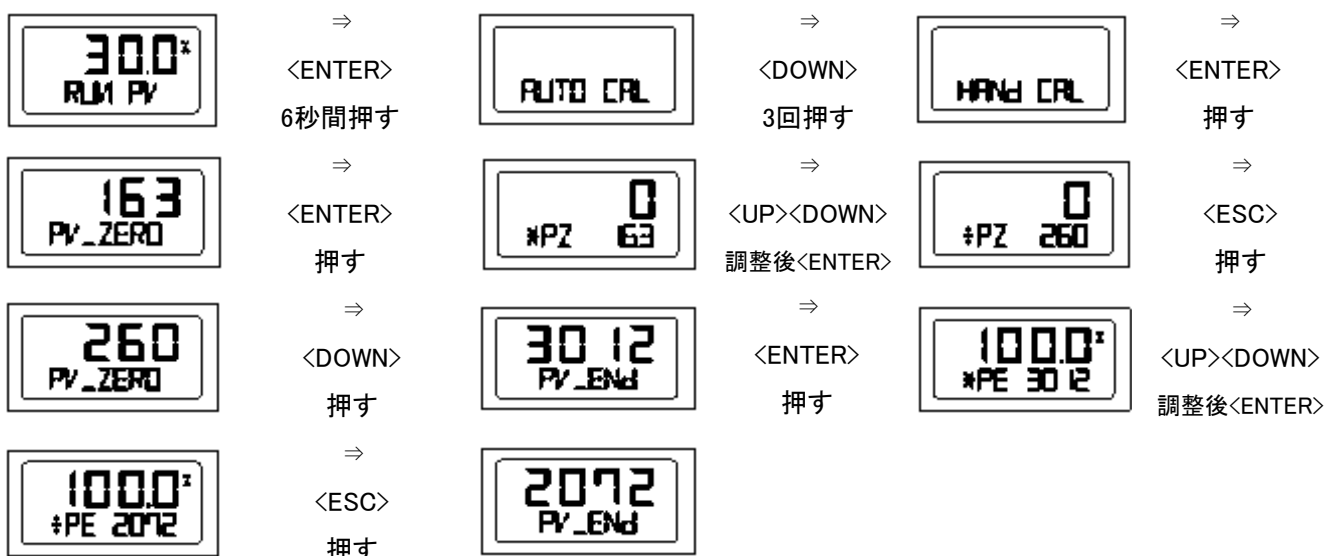 30.0% ⇒ ⇒ ⇒
RUN PV <ENTER> AUTO CAL <DOWN> HANd CAL <ENTER>
6秒間押す 3回押す 押す
163 ⇒ 0 ⇒ 0 ⇒
PV_ZERO <ENTER> *PZ 163 <UP><DOWN> ‡PZ 260 <ESC>
押す 調整後<ENTER> 押す
260 ⇒ 3012 ⇒ 100.0% ⇒
PV_ZERO <DOWN> PV_ENd <ENTER> *PE 3012 <UP><DOWN>
押す 押す 調整後<ENTER>
100.0% ⇒ 2072
‡PE 2072 <ESC> PV_ENd
押す